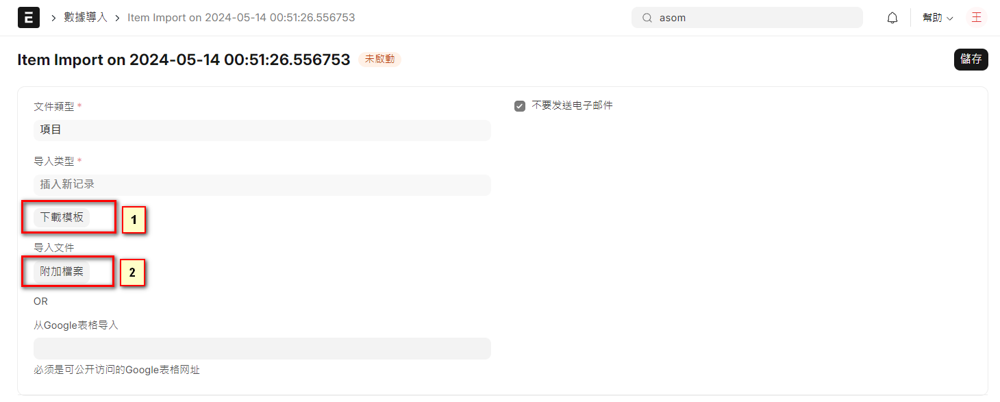 E 數據導入 Item Import on 2024-05-14 00:51:26.556753 asom 幫助 王
Item Import on 2024-05-14 00:51:26.556753 未啟動 儲存
文件類型 * 不要发送电子邮件
項目
导入类型 *
插入新记录
下載模板 1
导入文件
附加檔案 2
OR
从Google表格导入
必须是可公开访问的Google表格网址